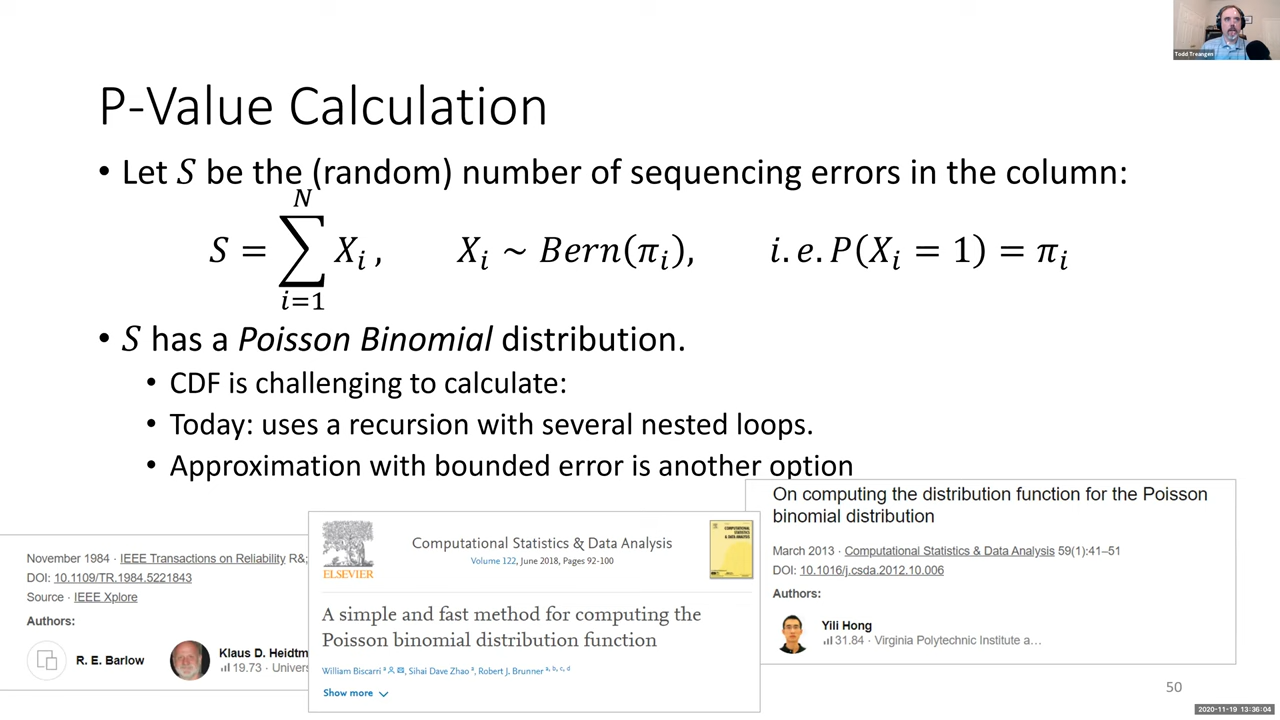 Todd Treangen
P-Value Calculation
• Let 𝑆 be the (random) number of sequencing errors in the column:
𝑆 = ∑_{𝑖=1}^{𝑁} 𝑋ᵢ , 𝑋ᵢ ~ 𝐵𝑒𝑟𝑛(𝜋ᵢ), 𝑖. 𝑒. 𝑃(𝑋ᵢ = 1) = 𝜋ᵢ
• 𝑆 has a Poisson Binomial distribution.
• CDF is challenging to calculate:
• Today: uses a recursion with several nested loops.
• Approximation with bounded error is another option
November 1984 · IEEE Transactions on Reliability R&;
DOI: 10.1109/TR.1984.5221843
Source · IEEE Xplore
Authors:
R. E. Barlow
Klaus D. Heidtm
19.73 · Univers
ELSEVIER
Computational Statistics & Data Analysis
Volume 122, June 2018, Pages 92-100
A simple and fast method for computing the
Poisson binomial distribution function
William Biscarri ᵃ, Sihai Dave Zhao ᵃ, Robert J. Brunner ᵃ, ᵇ, ᶜ, ᵈ
Show more
On computing the distribution function for the Poisson
binomial distribution
March 2013 · Computational Statistics & Data Analysis 59(1):41–51
DOI: 10.1016/j.csda.2012.10.006
Authors:
Yili Hong
31.84 · Virginia Polytechnic Institute a…
50
2020-11-19 13:36:04